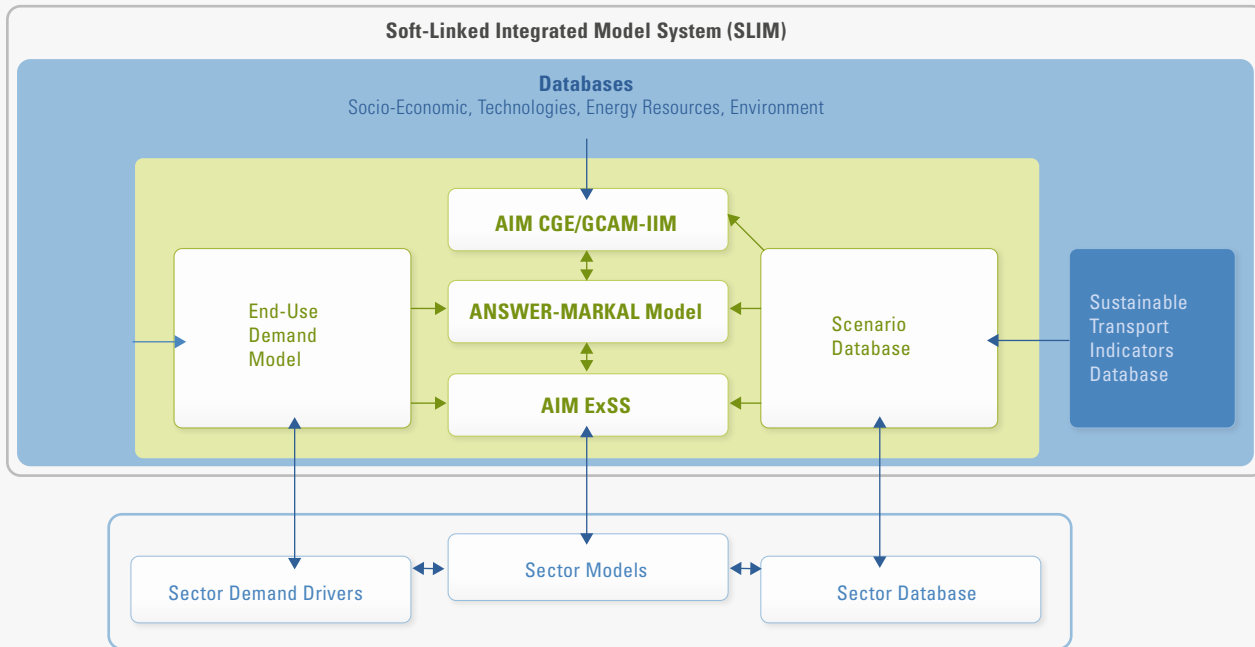 Soft-Linked Integrated Model System (SLIM)
Databases
Socio-Economic, Technologies, Energy Resources, Environment
AIM CGE/GCAM-IIM
End-Use
Demand
Model
ANSWER-MARKAL Model
AIM ExSS
Scenario
Database
Sustainable
Transport
Indicators
Database
Sector Demand Drivers
Sector Models
Sector Database